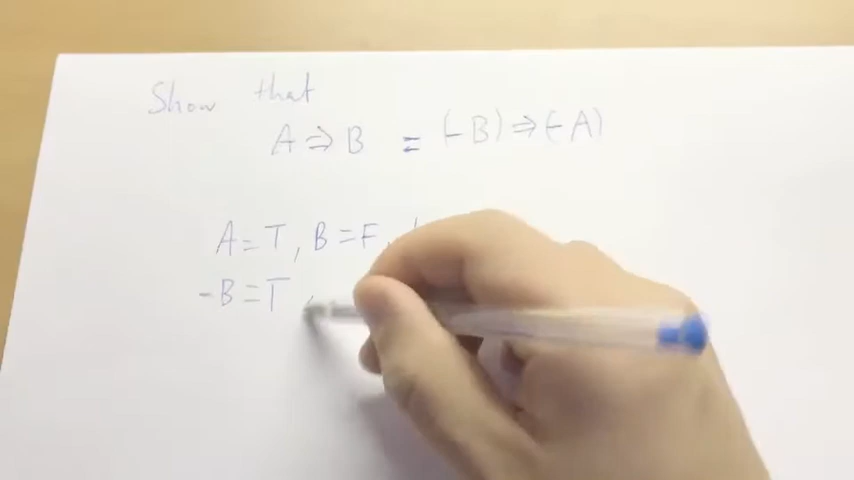 Show that
A ⇒ B = (-B) ⇒ (-A)
A = T, B = F,
-B = T